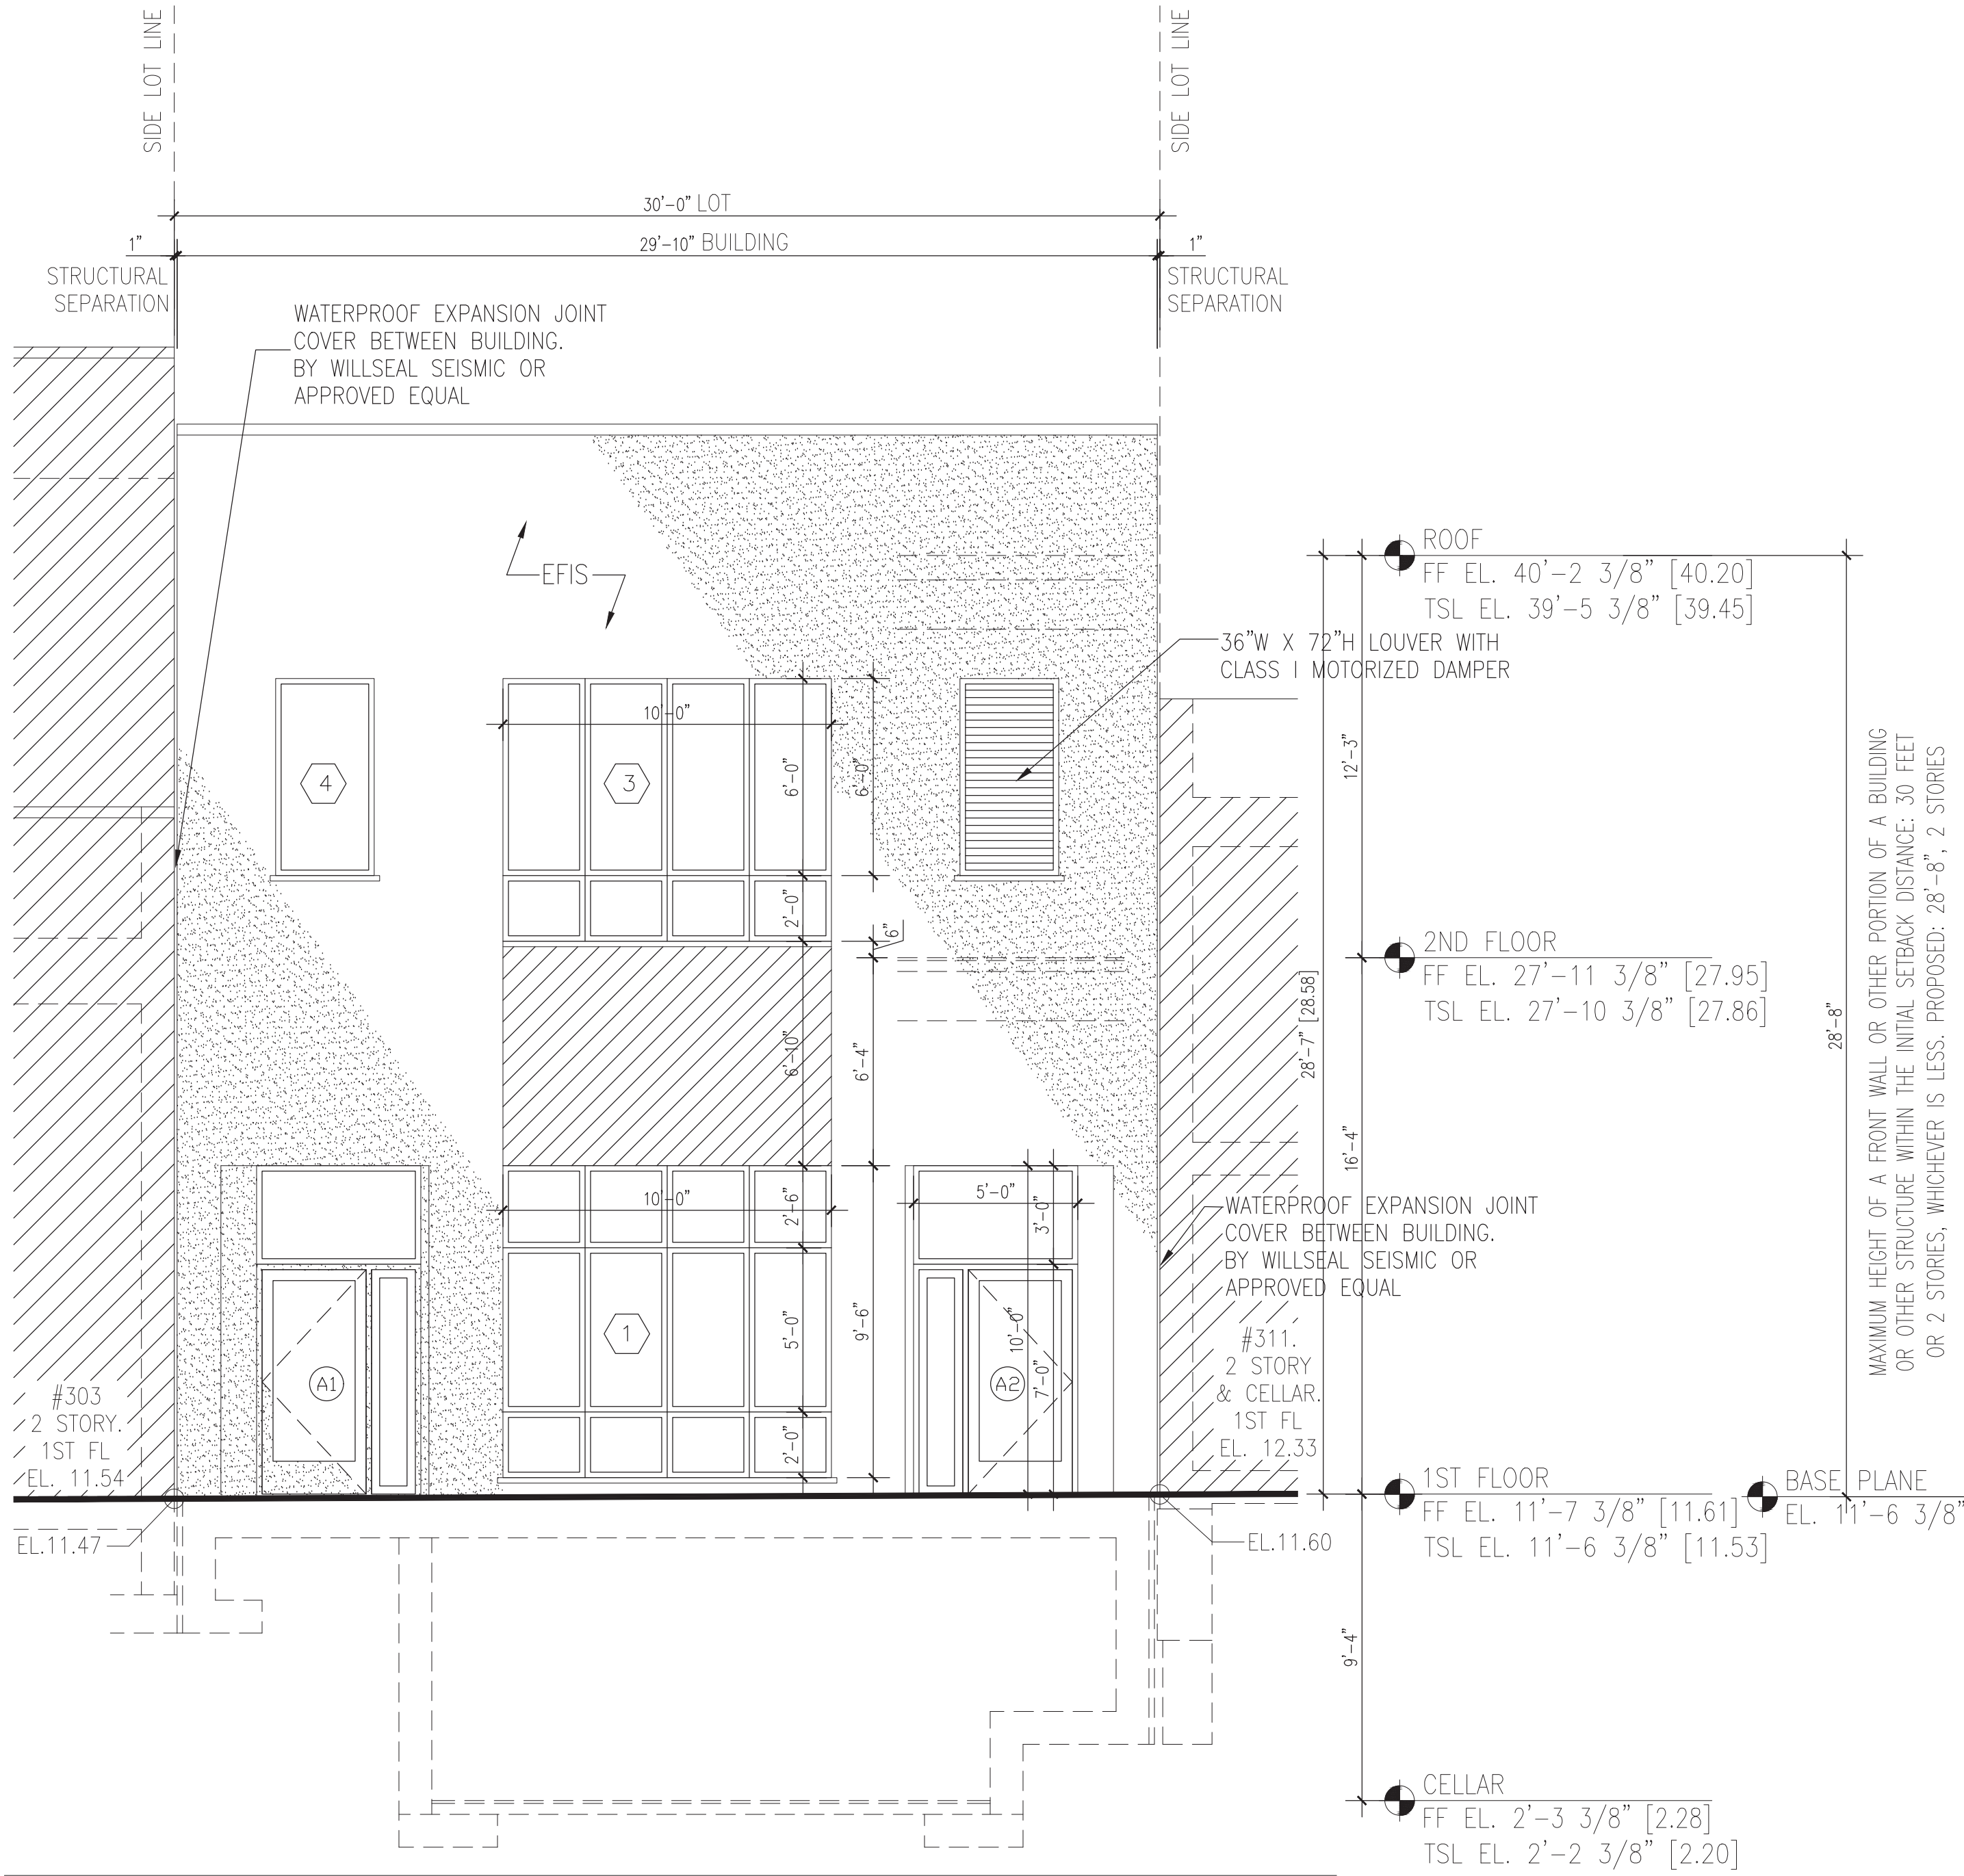 SIDE LOT LINE
SIDE LOT LINE
30'-0" LOT
1"
29'-10" BUILDING
1"
STRUCTURAL
SEPARATION
STRUCTURAL
SEPARATION
WATERPROOF EXPANSION JOINT
COVER BETWEEN BUILDING.
BY WILLSEAL SEISMIC OR
APPROVED EQUAL
EFIS
ROOF
FF EL. 40'-2 3/8" [40.20]
TSL EL. 39'-5 3/8" [39.45]
36"W X 72"H LOUVER WITH
CLASS I MOTORIZED DAMPER
10'-0"
4
3
6'-0"
6'-0"
12'-3"
2'-0"
6"
2ND FLOOR
FF EL. 27'-11 3/8" [27.95]
TSL EL. 27'-10 3/8" [27.86]
28'-7" [28.58]
28'-8"
MAXIMUM HEIGHT OF A FRONT WALL OR OTHER PORTION OF A BUILDING
OR OTHER STRUCTURE WITHIN THE INITIAL SETBACK DISTANCE: 30 FEET
OR 2 STORIES, WHICHEVER IS LESS. PROPOSED: 28'-8", 2 STORIES
6'-10"
6'-4"
16'-4"
10'-0"
2'-6"
5'-0"
3'-0"
WATERPROOF EXPANSION JOINT
COVER BETWEEN BUILDING.
BY WILLSEAL SEISMIC OR
APPROVED EQUAL
1
5'-0"
9'-6"
10'-0"
7'-0"
A1
A2
2'-0"
#303
2 STORY.
1ST FL
EL. 11.54
#311.
2 STORY
& CELLAR.
1ST FL
EL. 12.33
1ST FLOOR
FF EL. 11'-7 3/8" [11.61]
TSL EL. 11'-6 3/8" [11.53]
BASE PLANE
EL. 11'-6 3/8"
EL.11.47
EL.11.60
9'-4"
CELLAR
FF EL. 2'-3 3/8" [2.28]
TSL EL. 2'-2 3/8" [2.20]